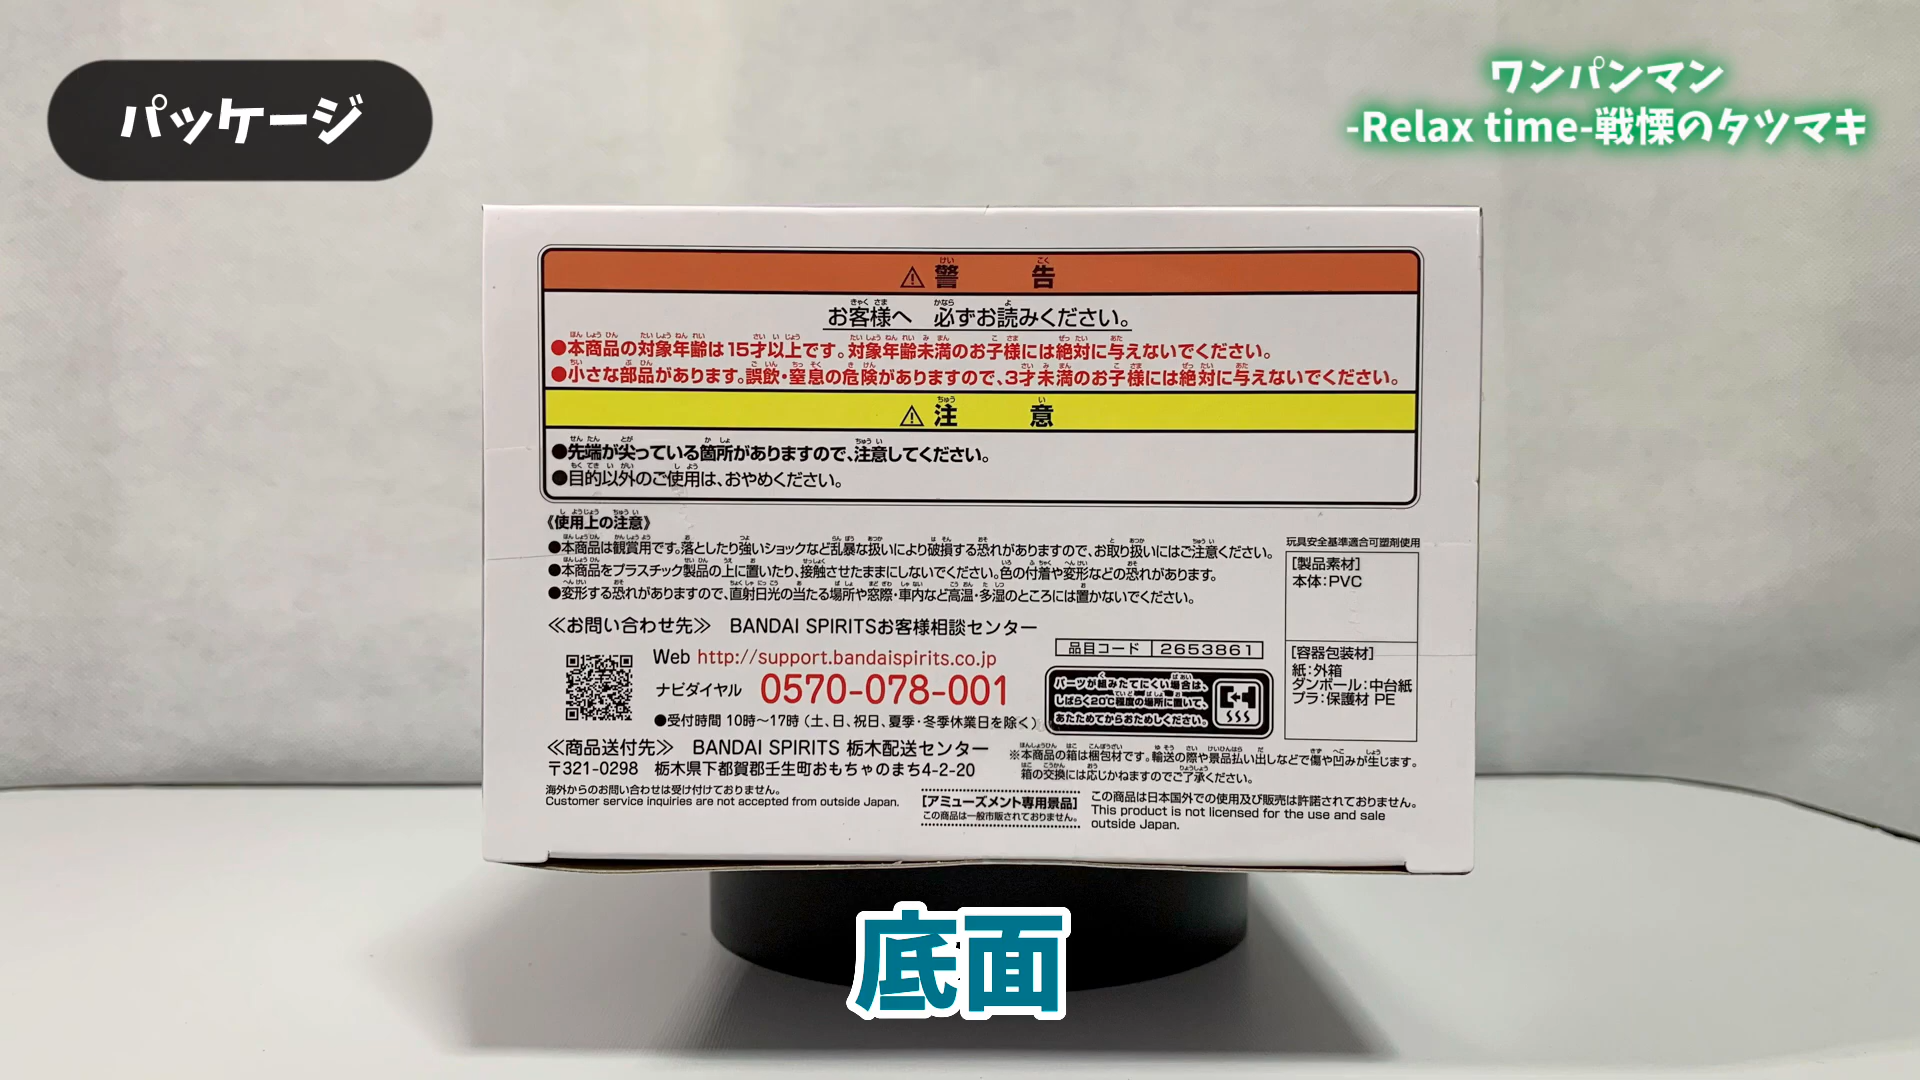 パッケージ
ワンパンマン
-Relax time-戦慄のタツマキ
⚠警告
お客様へ 必ずお読みください。
●本商品の対象年齢は15才以上です。対象年齢未満のお子様には絶対に与えないでください。
●小さな部品があります。誤飲・窒息の危険がありますので、3才未満のお子様には絶対に与えないでください。
⚠注意
●先端が尖っている箇所がありますので、注意してください。
●目的以外のご使用は、おやめください。
《使用上の注意》
●本商品は観賞用です。落としたり強いショックなど乱暴な扱いにより破損する恐れがありますので、お取り扱いにはご注意ください。
●本商品をプラスチック製品の上に置いたり、接触させたままにしないでください。色の付着や変形などの恐れがあります。
●変形する恐れがありますので、直射日光の当たる場所や窓際・車内など高温・多湿のところには置かないでください。
玩具安全基準適合可塑剤使用
[製品素材]
本体:PVC
[容器包装材]
紙:外箱
ダンボール:中台紙
プラ:保護材 PE
≪お問い合わせ先≫ BANDAI SPIRITSお客様相談センター
Web http://support.bandaispirits.co.jp
ナビダイヤル 0570-078-001
●受付時間 10時～17時(土、日、祝日、夏季・冬季休業日を除く)
品目コード 2653861
パーツが組みたてにくい場合は、
しばらく20℃程度の場所に置いて、
あたためてからおためしください。
≪商品送付先≫ BANDAI SPIRITS 栃木配送センター
〒321-0298 栃木県下都賀郡壬生町おもちゃのまち4-2-20
※本商品の箱は梱包材です。輸送の際や景品払い出しなどで傷や凹みが生じます。
箱の交換には応じかねますのでご了承ください。
海外からのお問い合わせは受け付けておりません。
Customer service inquiries are not accepted from outside Japan.
[アミューズメント専用景品]
この商品は一般市販されておりません。
この商品は日本国外での使用及び販売は許諾されておりません。
This product is not licensed for the use and sale
outside Japan.
底面